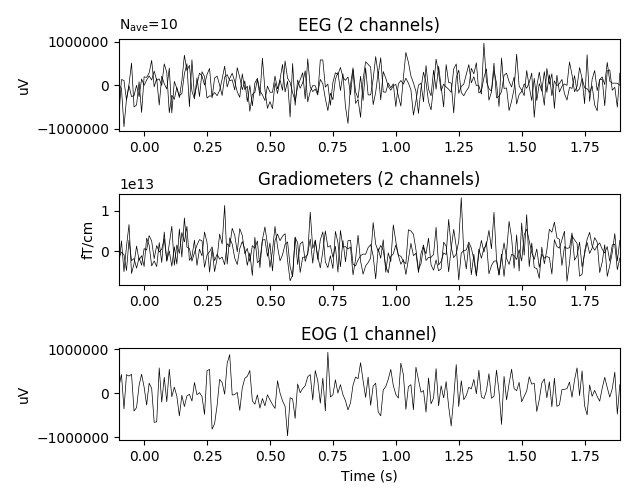 N_ave=10
EEG (2 channels)
1000000
0
−1000000
uV
0.00 0.25 0.50 0.75 1.00 1.25 1.50 1.75
1e13
Gradiometers (2 channels)
1
0
fT/cm
0.00 0.25 0.50 0.75 1.00 1.25 1.50 1.75
EOG (1 channel)
1000000
0
−1000000
uV
0.00 0.25 0.50 0.75 1.00 1.25 1.50 1.75
Time (s)